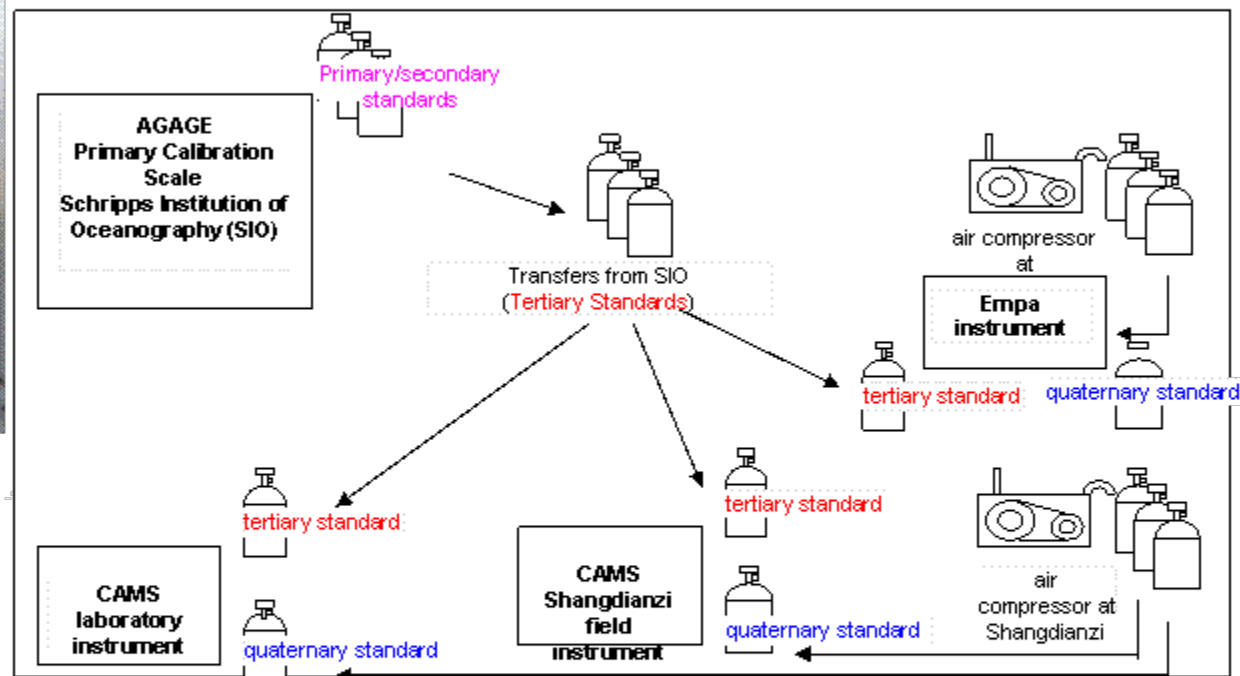 Primary/secondary
standards
AGAGE
Primary Calibration
Scale
Schripps Institution of
Oceanography (SIO)
Transfers from SIO
(Tertiary Standards)
air compressor
at
Empa
instrument
tertiary standard
quaternary standard
tertiary standard
tertiary standard
CAMS
laboratory
instrument
quaternary standard
CAMS
Shangdianzi
field
instrument
quaternary standard
air
compressor at
Shangdianzi